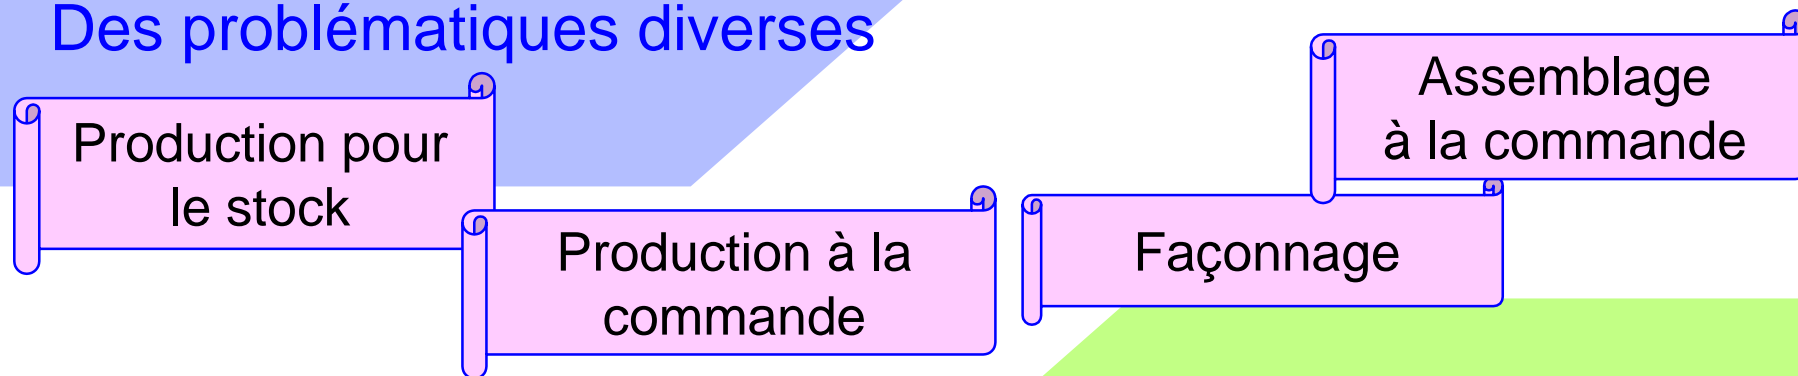 Des problématiques diverses
Production pour
le stock
Production à la
commande
Façonnage
Assemblage
à la commande